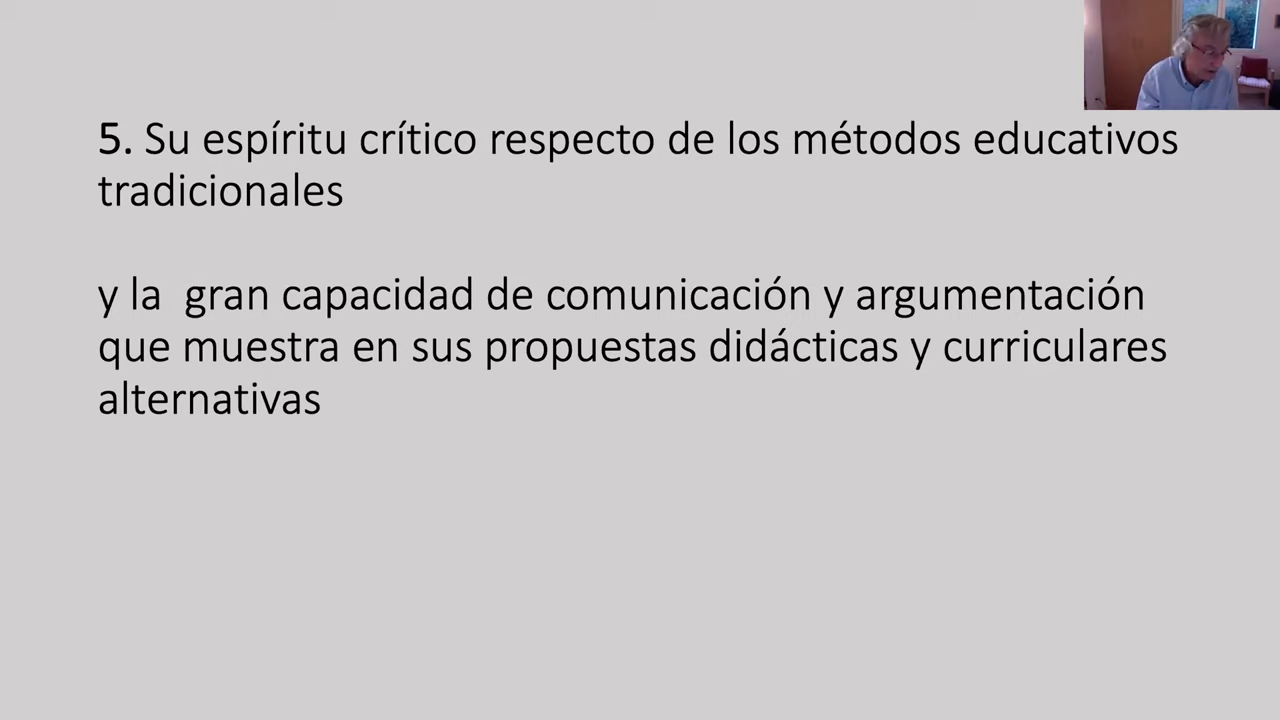 5. Su espíritu crítico respecto de los métodos educativos
tradicionales
y la  gran capacidad de comunicación y argumentación
que muestra en sus propuestas didácticas y curriculares
alternativas